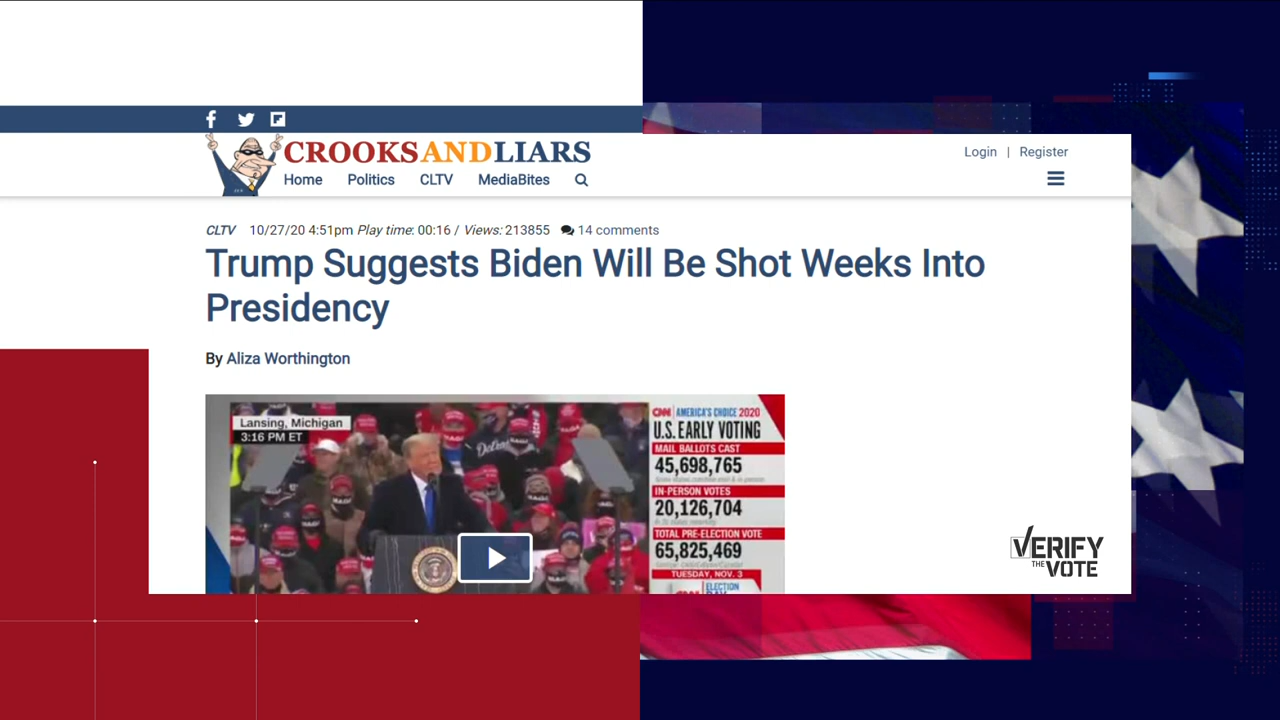 CROOKSANDLIARS
Login | Register
Home Politics CLTV MediaBites
CLTV 10/27/20 4:51pm Play time: 00:16 / Views: 213855 14 comments
Trump Suggests Biden Will Be Shot Weeks Into
Presidency
By Aliza Worthington
Lansing, Michigan
3:16 PM ET
CNN AMERICA'S CHOICE 2020
U.S. EARLY VOTING
MAIL BALLOTS CAST
45,698,765
IN-PERSON VOTES
20,126,704
TOTAL PRE-ELECTION VOTE
65,825,469
TUESDAY, NOV. 3
ELECTION
VERIFY
THE
VOTE